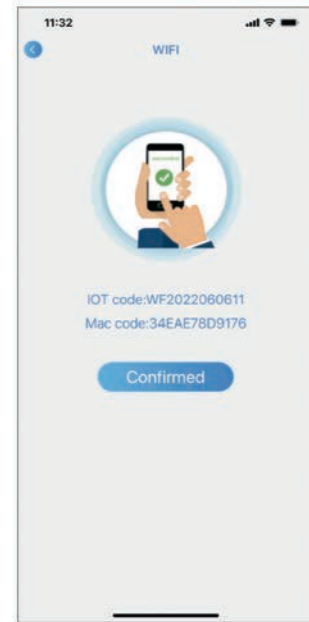 11:32
WIFI
IOT code:WF2022060611
Mac code:34EAE78D9176
Confirmed